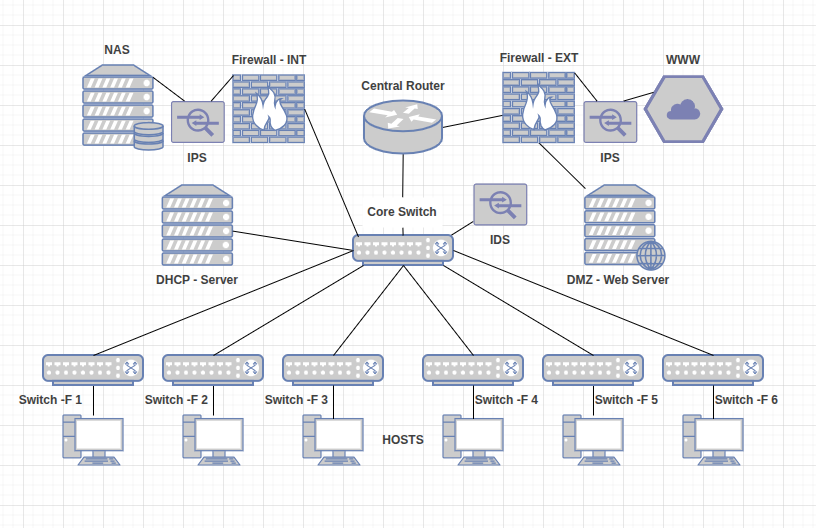 NAS
Firewall - INT
Firewall - EXT
WWW
Central Router
IPS
IPS
Core Switch
IDS
DHCP - Server
DMZ - Web Server
Switch -F 1
Switch -F 2
Switch -F 3
Switch -F 4
Switch -F 5
Switch -F 6
HOSTS